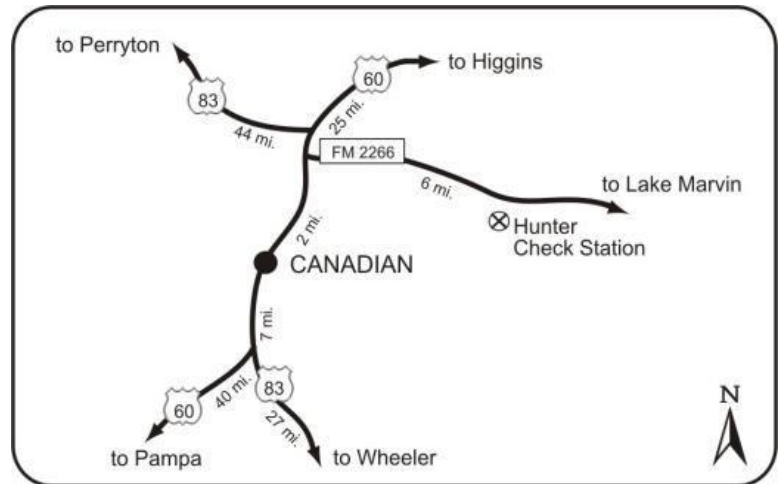 to Perryton
83
44 mi.
60
25 mi.
to Higgins
FM 2266
6 mi.
to Lake Marvin
Hunter
Check Station
2 mi.
CANADIAN
7 mi.
60
40 mi.
83
27 mi.
to Pampa
to Wheeler
N